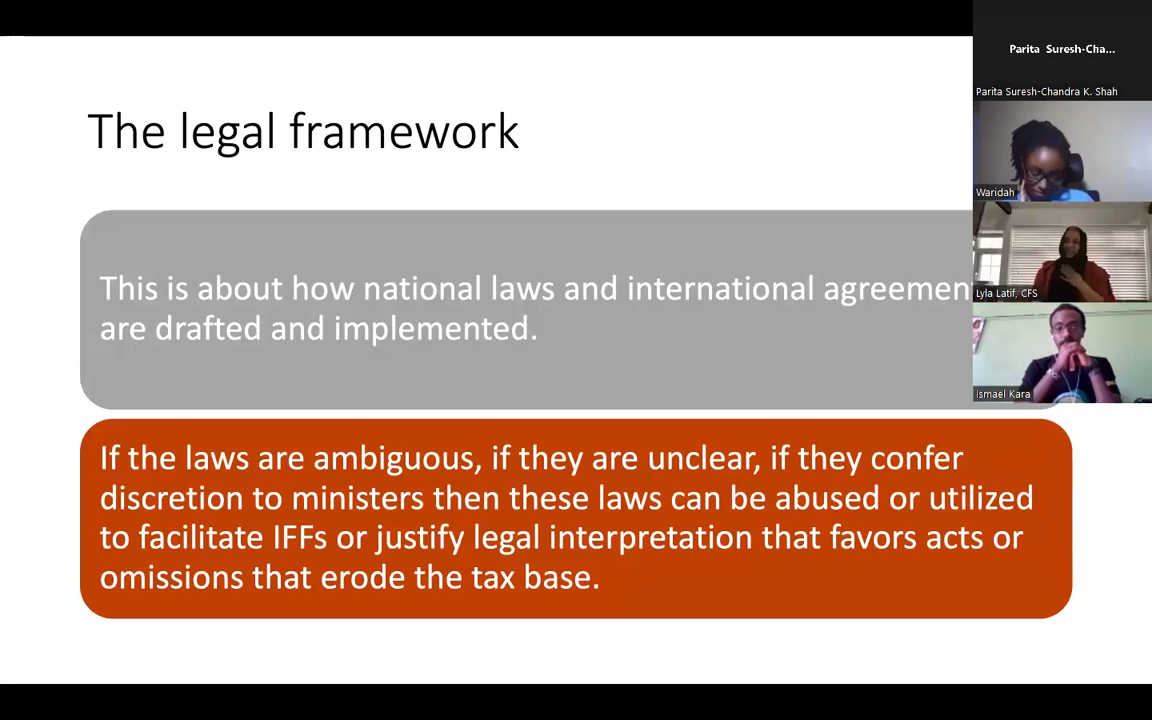 The legal framework
This is about how national laws and international agreemen
are drafted and implemented.
If the laws are ambiguous, if they are unclear, if they confer
discretion to ministers then these laws can be abused or utilized
to facilitate IFFs or justify legal interpretation that favors acts or
omissions that erode the tax base.
Parita Suresh-Cha...
Parita Suresh-Chandra K. Shah
Waridah
Lyla Latif, CFS
Ismael Kara